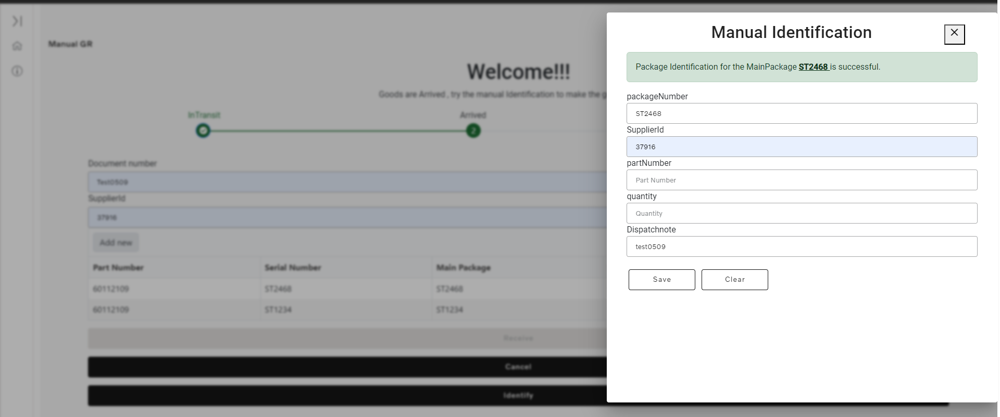 Manual GR
Welcome!!!
Goods are Arrived , try the manual Identification to make the g
InTransit
Arrived
2
Document number
Test0509
SupplierId
37916
Add new
Part Number Serial Number Main Package
60112109 ST2468 ST2468
60112109 ST1234 ST1234
Receive
Cancel
Identify
Manual Identification
Package Identification for the MainPackage ST2468 is successful.
packageNumber
ST2468
SupplierId
37916
partNumber
Part Number
quantity
Quantity
Dispatchnote
test0509
Save Clear